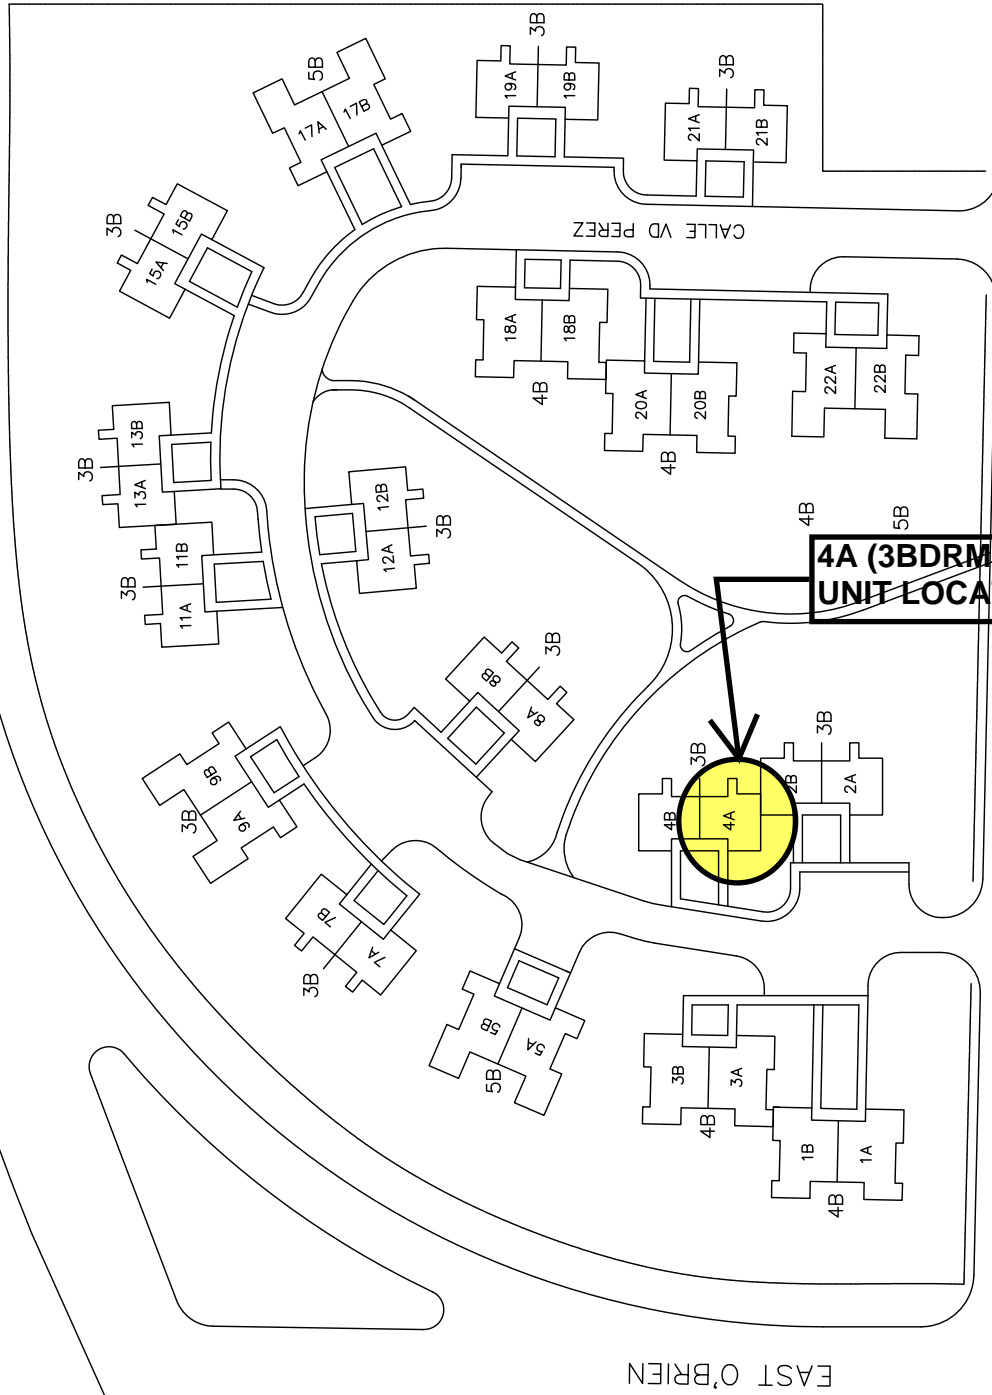 3B
19A
19B
5B
17A
17B
3B
21A
21B
3B
15A
15B
CALLE VD PEREZ
18A
18B
4B
20A
20B
4B
22A
22B
4B
5B
3B
13B
13A
3B
11B
11A
12B
12A
3B
4A (3BDRM
UNIT LOCA
8B
8A
3B
9B
9A
3B
3B
4B
4A
3B
2B
2A
7B
7A
3B
5B
5A
5B
3B
3A
4B
1B
1A
4B
EAST O'BRIEN